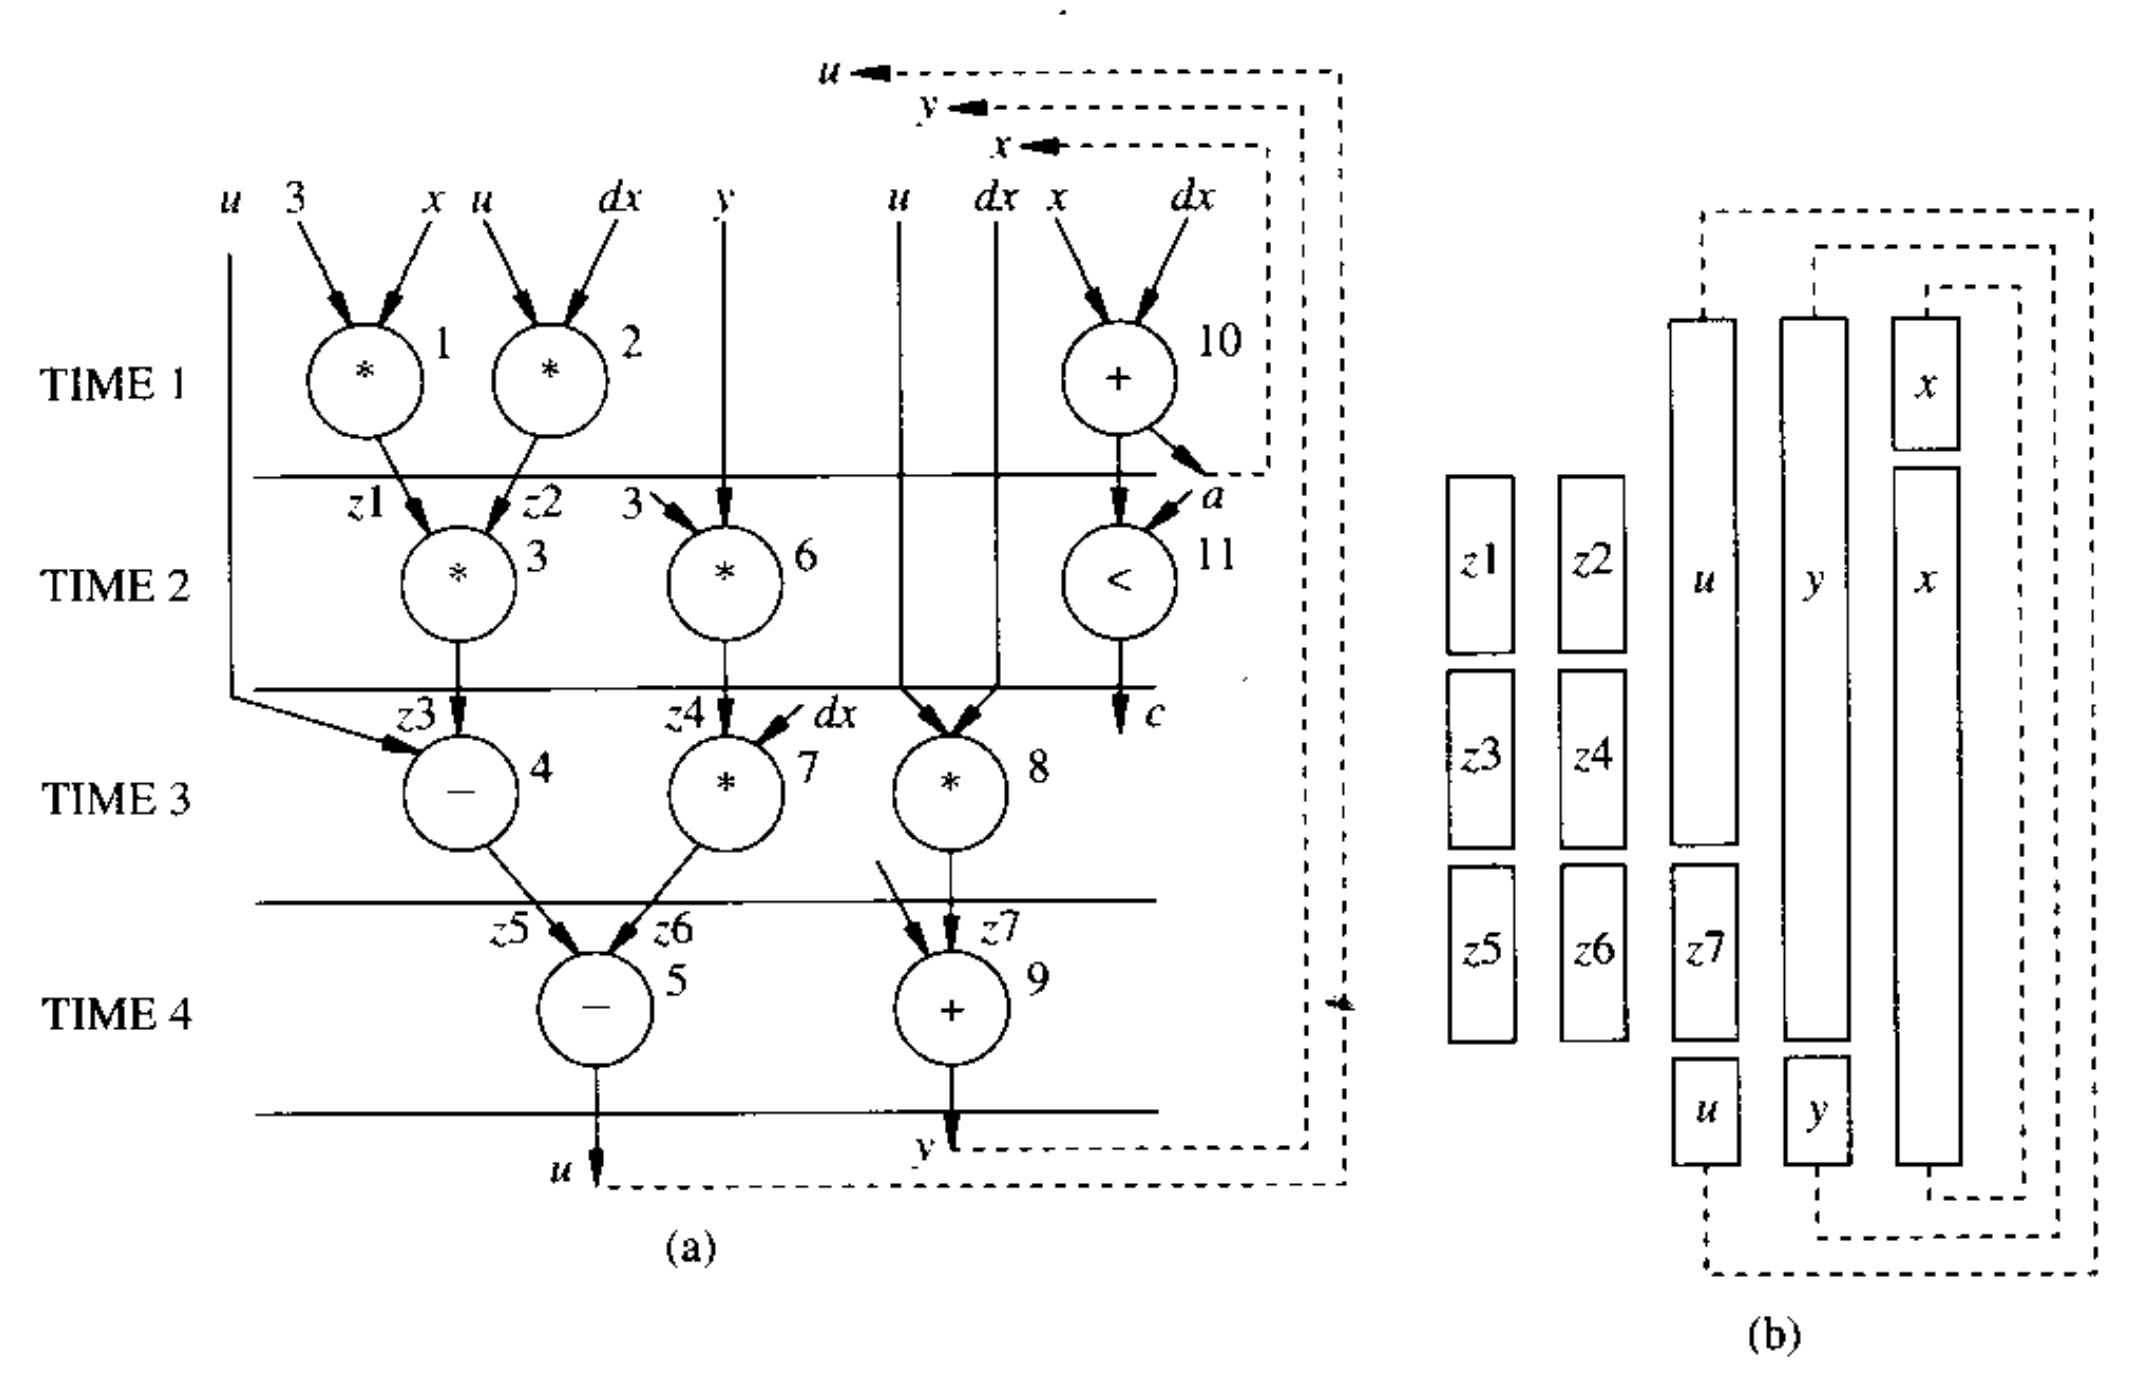 u
y
x
u 3 x u dx y u dx x dx
TIME 1 * 1 * 2 + 10 x
z1 z2 3 a
TIME 2 * 3 * 6 < 11 z1 z2 u y x
z3 z4 dx c
TIME 3 − 4 * 7 * 8 z3 z4
z5 z6 z7 z5 z6 z7
TIME 4 − 5 + 9
u y u y
(a)
(b)